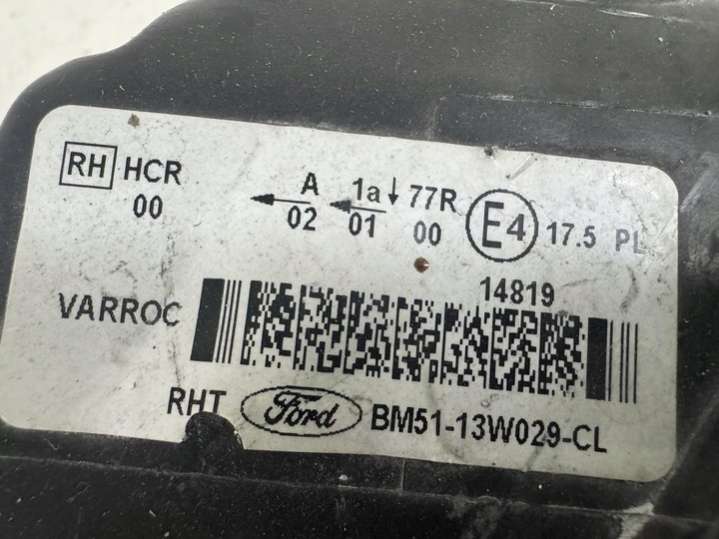 RH HCR A 1a ↓ 77R E4 17.5 PL
00 02 01 00
14819
VARROC
RHT Ford BM51-13W029-CL